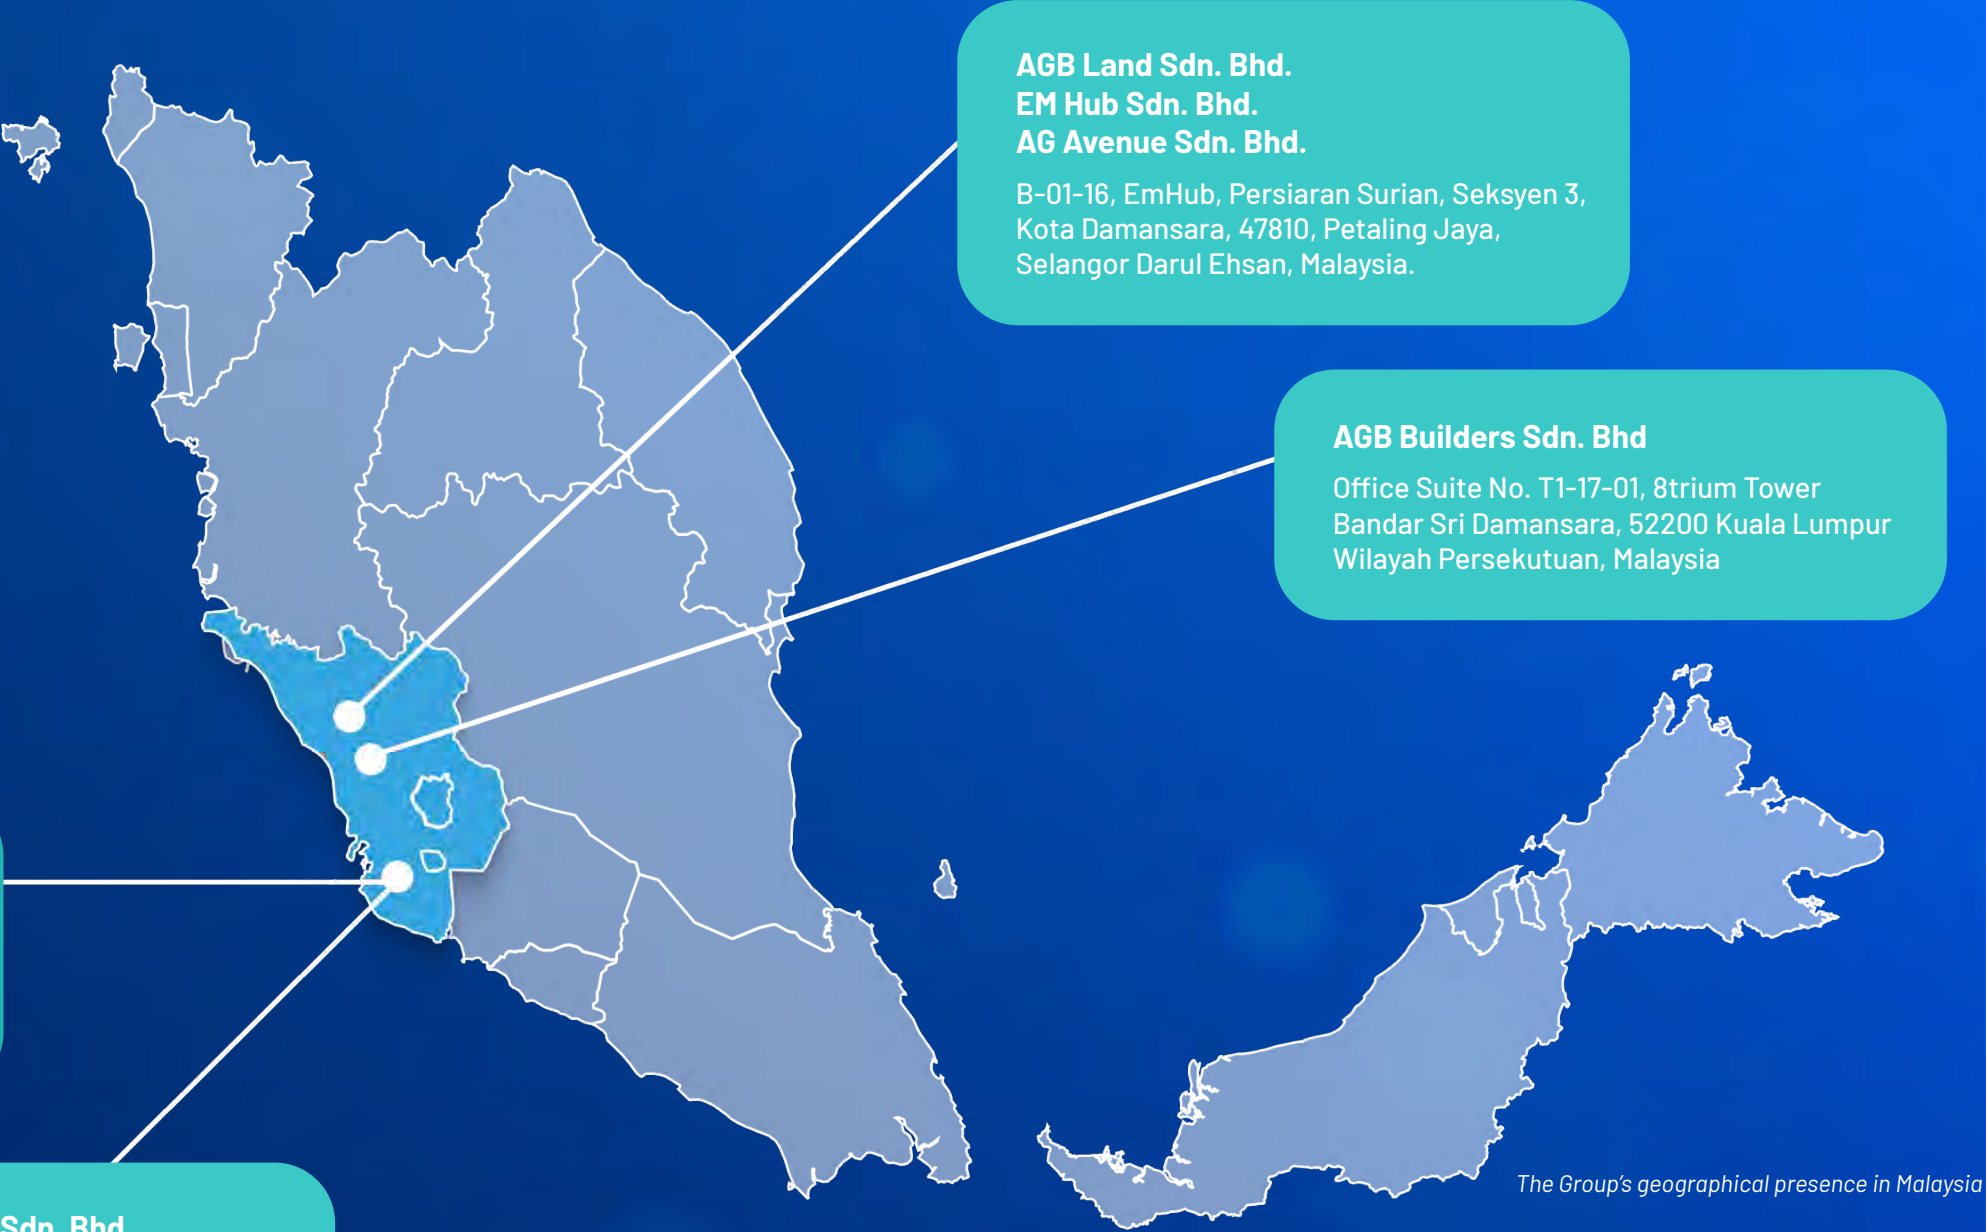 AGB Land Sdn. Bhd.
EM Hub Sdn. Bhd.
AG Avenue Sdn. Bhd.
B-01-16, EmHub, Persiaran Surian, Seksyen 3,
Kota Damansara, 47810, Petaling Jaya,
Selangor Darul Ehsan, Malaysia.
AGB Builders Sdn. Bhd
Office Suite No. T1-17-01, 8trium Tower
Bandar Sri Damansara, 52200 Kuala Lumpur
Wilayah Persekutuan, Malaysia
The Group's geographical presence in Malaysia
Sdn. Bhd.